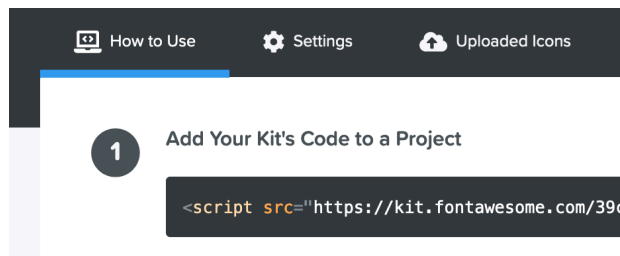 How to Use Settings Uploaded Icons
1 Add Your Kit's Code to a Project
<script src="https://kit.fontawesome.com/39